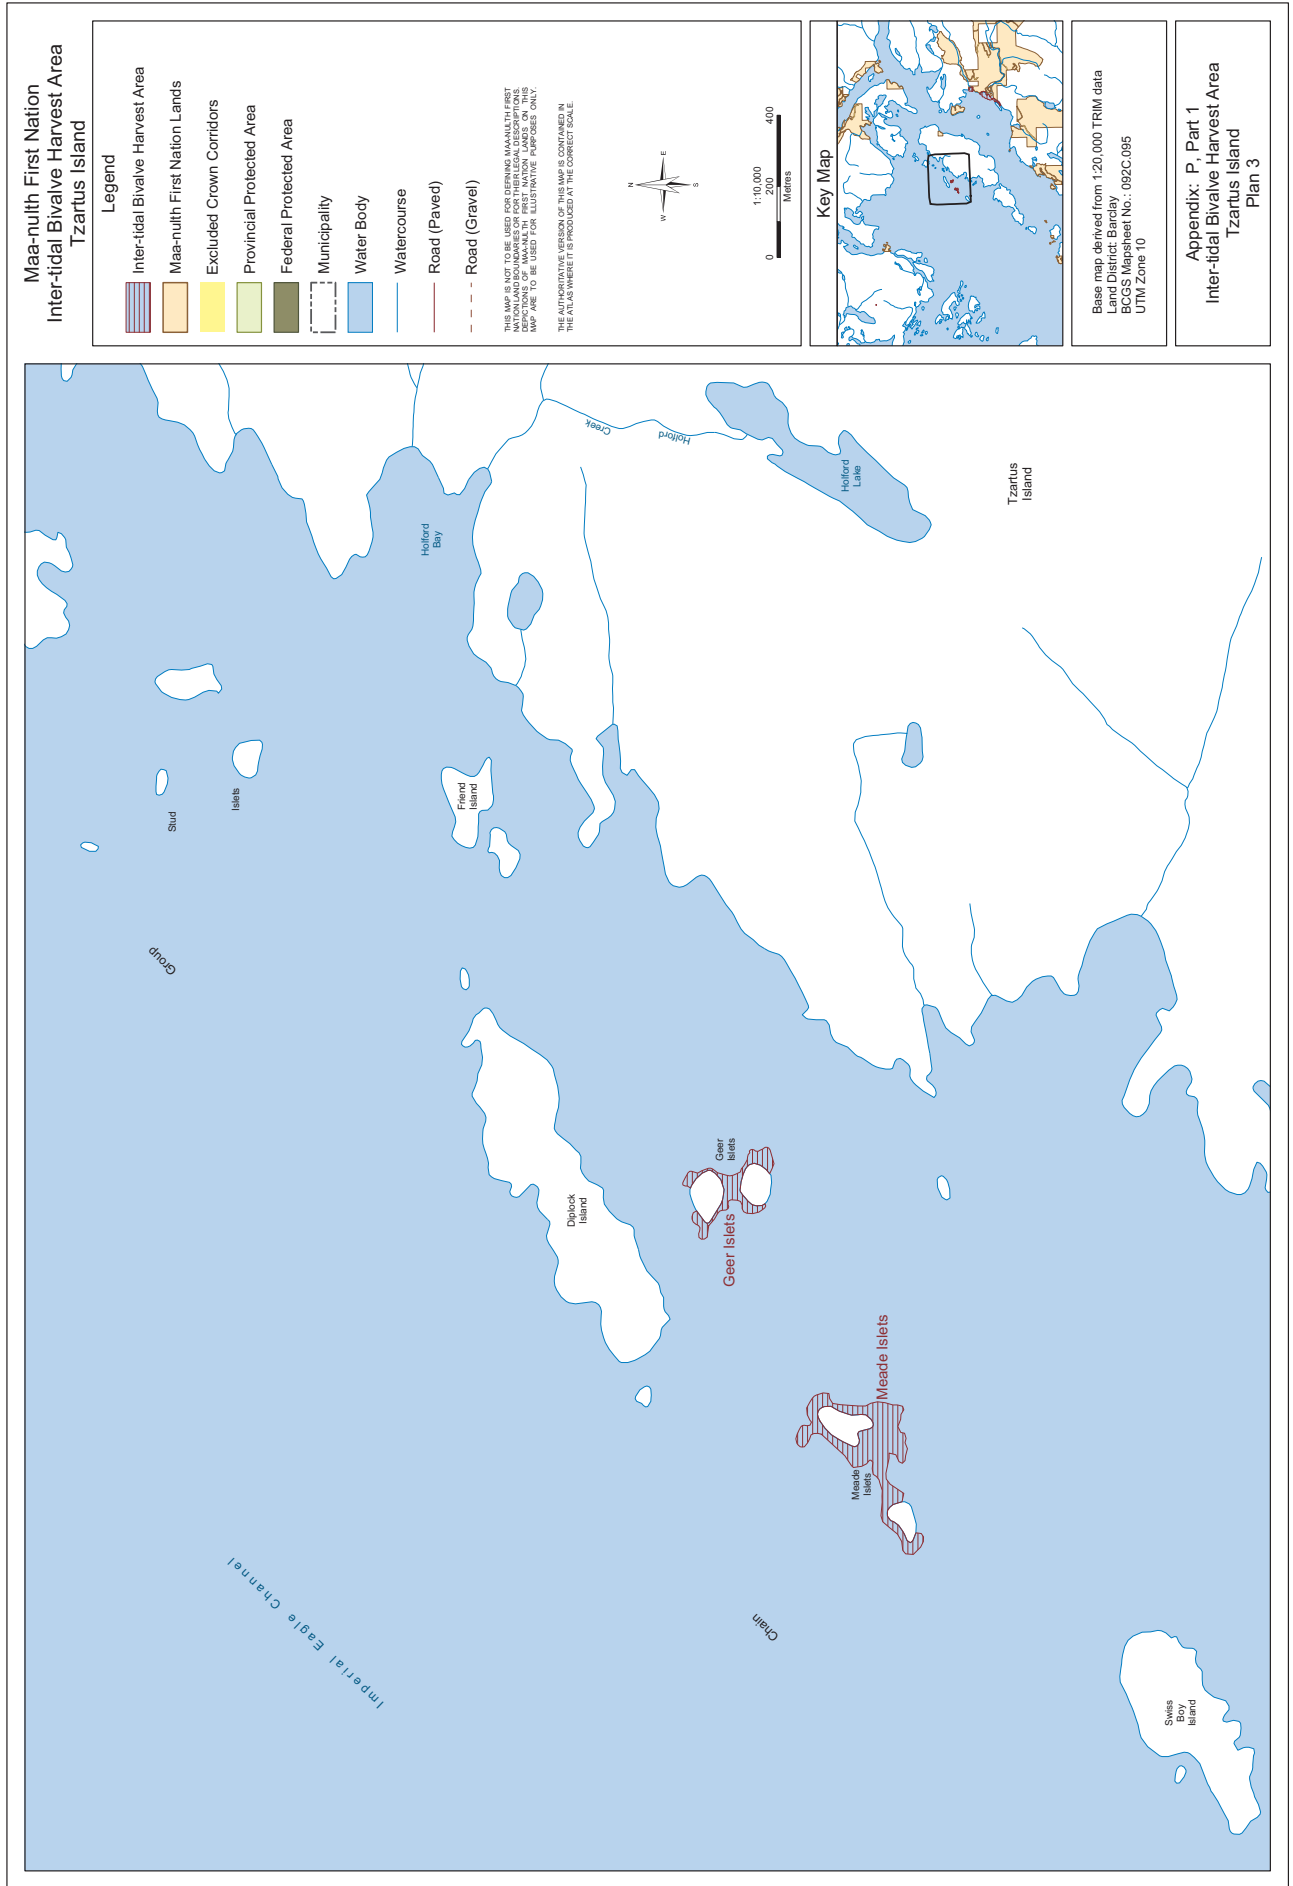 Maa-nulth First Nation
Inter-tidal Bivalve Harvest Area
Tzartus Island
Legend
Inter-tidal Bivalve Harvest Area
Maa-nulth First Nation Lands
Excluded Crown Corridors
Provincial Protected Area
Federal Protected Area
Municipality
Water Body
Watercourse
Road (Paved)
Road (Gravel)
THIS MAP IS NOT TO BE USED FOR DEFINING MAA-NULTH FIRST
NATION LAND BOUNDARIES OR FOR THEIR LEGAL DESCRIPTIONS.
DEPICTIONS OF MAA-NULTH FIRST NATION LANDS ON THIS
MAP ARE TO BE USED FOR ILLUSTRATIVE PURPOSES ONLY.
THE AUTHORITATIVE VERSION OF THIS MAP IS CONTAINED IN
THE ATLAS WHERE IT IS PRODUCED AT THE CORRECT SCALE.
N
W
E
S
1:10,000
0
200
400
Metres
Key Map
Base map derived from 1:20,000 TRIM data
Land District: Barclay
BCGS Mapsheet No.: 092C.095
UTM Zone 10
Appendix: P, Part 1
Inter-tidal Bivalve Harvest Area
Tzartus Island
Plan 3
Imperial Eagle Channel
Group
Stud
Islets
Friend
Island
Holford
Bay
Creek
Holford
Holford
Lake
Tzartus
Island
Diplock
Island
Geer
Islets
Geer Islets
Meade Islets
Meade
Islets
Chain
Swiss
Boy
Island